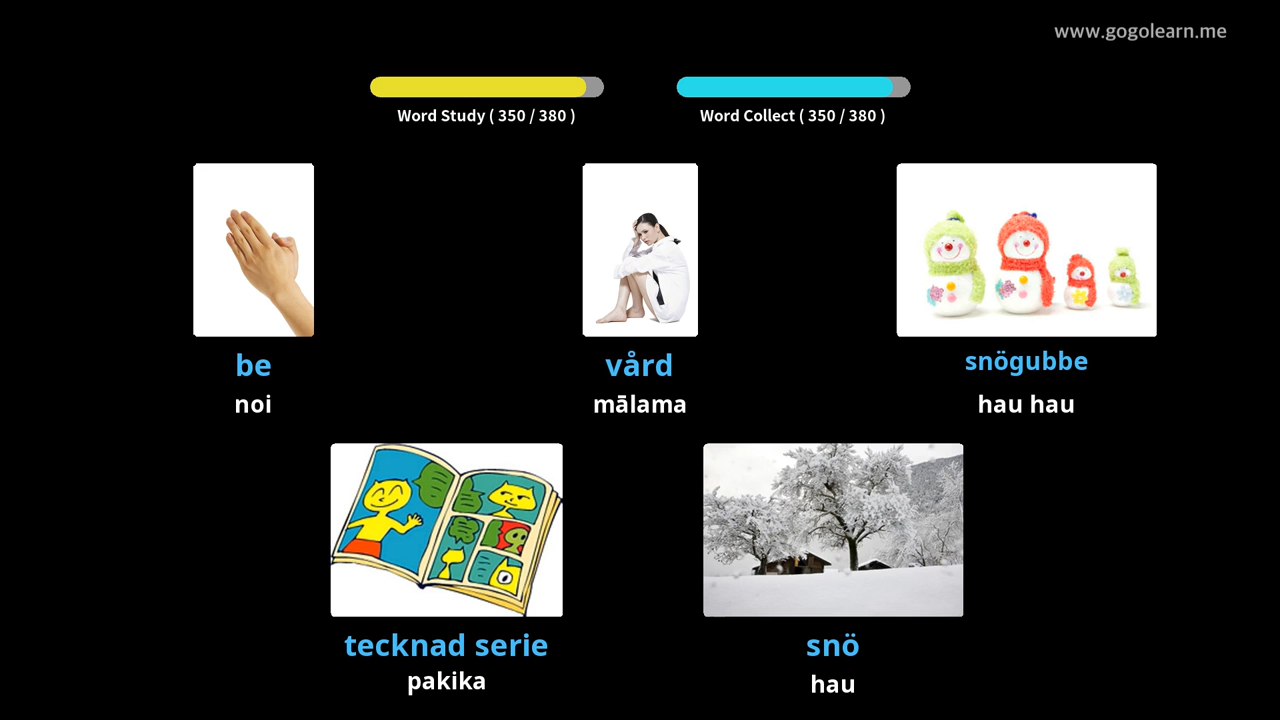 www.gogolearn.me
Word Study ( 350 / 380 )
Word Collect ( 350 / 380 )
be
noi
vård
mālama
snögubbe
hau hau
tecknad serie
pakika
snö
hau